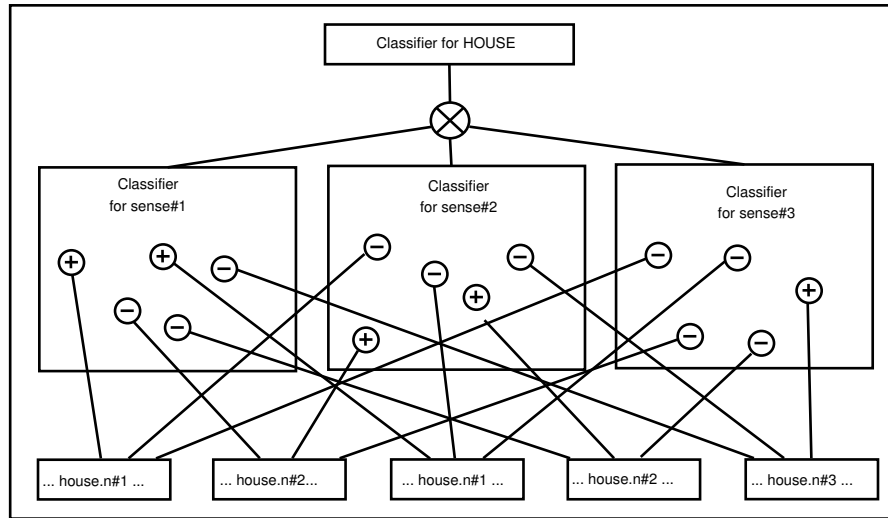 Classifier for HOUSE
Classifier
for sense#1
Classifier
for sense#2
Classifier
for sense#3
... house.n#1 ...
... house.n#2...
... house.n#1 ...
... house.n#2 ...
... house.n#3 ...